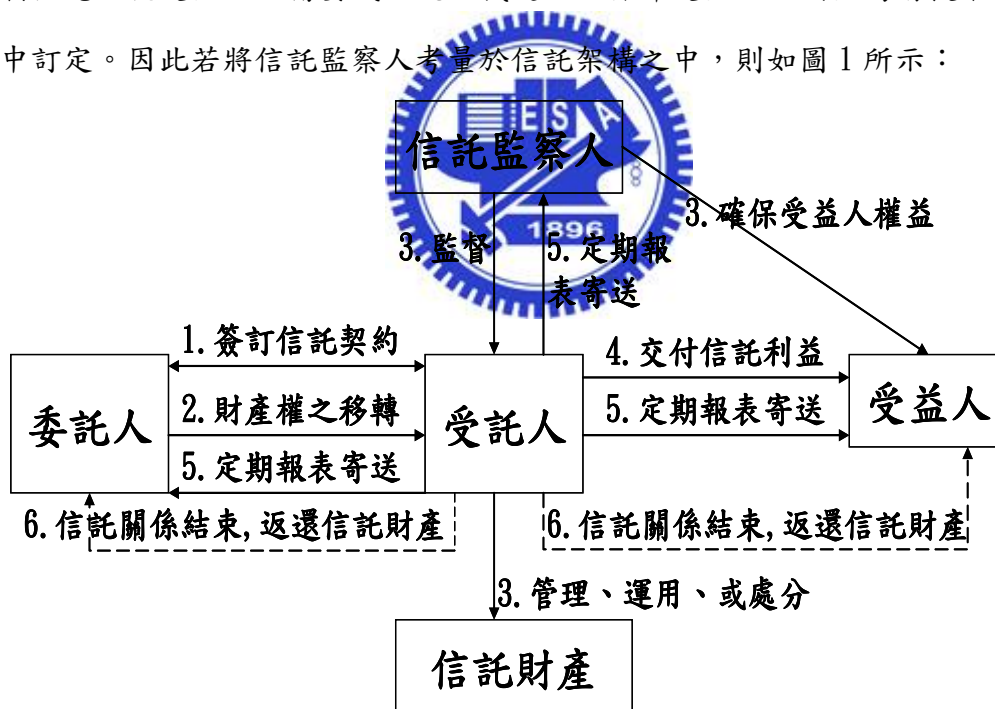 中訂定。因此若將信託監察人考量於信託架構之中，則如圖 1 所示：
ESA
信託監察人
1896
3. 確保受益人權益
3. 監督
5. 定期報
表寄送
1. 簽訂信託契約
4. 交付信託利益
委託人
2. 財產權之移轉
受託人
5. 定期報表寄送
受益人
5. 定期報表寄送
6. 信託關係結束, 返還信託財產
6. 信託關係結束, 返還信託財產
3. 管理、運用、或處分
信託財產